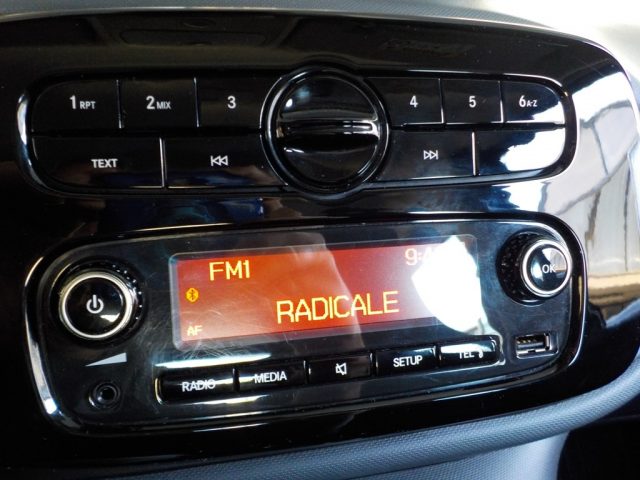 1 RPT 2 MIX 3 4 5 6 A-Z
TEXT
FM1
RADICALE
AF
OK
RADIO MEDIA SETUP TEL